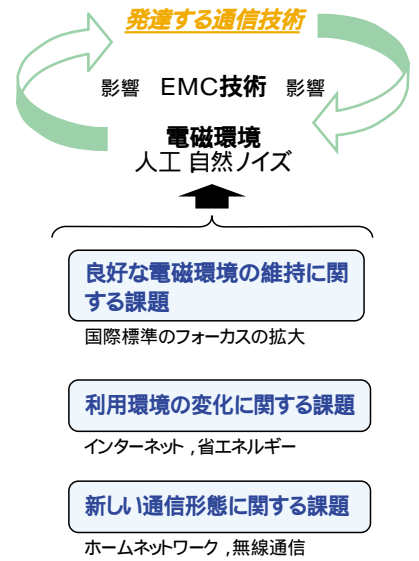 発達する通信技術
影響 EMC技術 影響
電磁環境
人工 自然ノイズ
良好な電磁環境の維持に関
する課題
国際標準のフォーカスの拡大
利用環境の変化に関する課題
インターネット ,省エネルギー
新しい通信形態に関する課題
ホームネットワーク ,無線通信